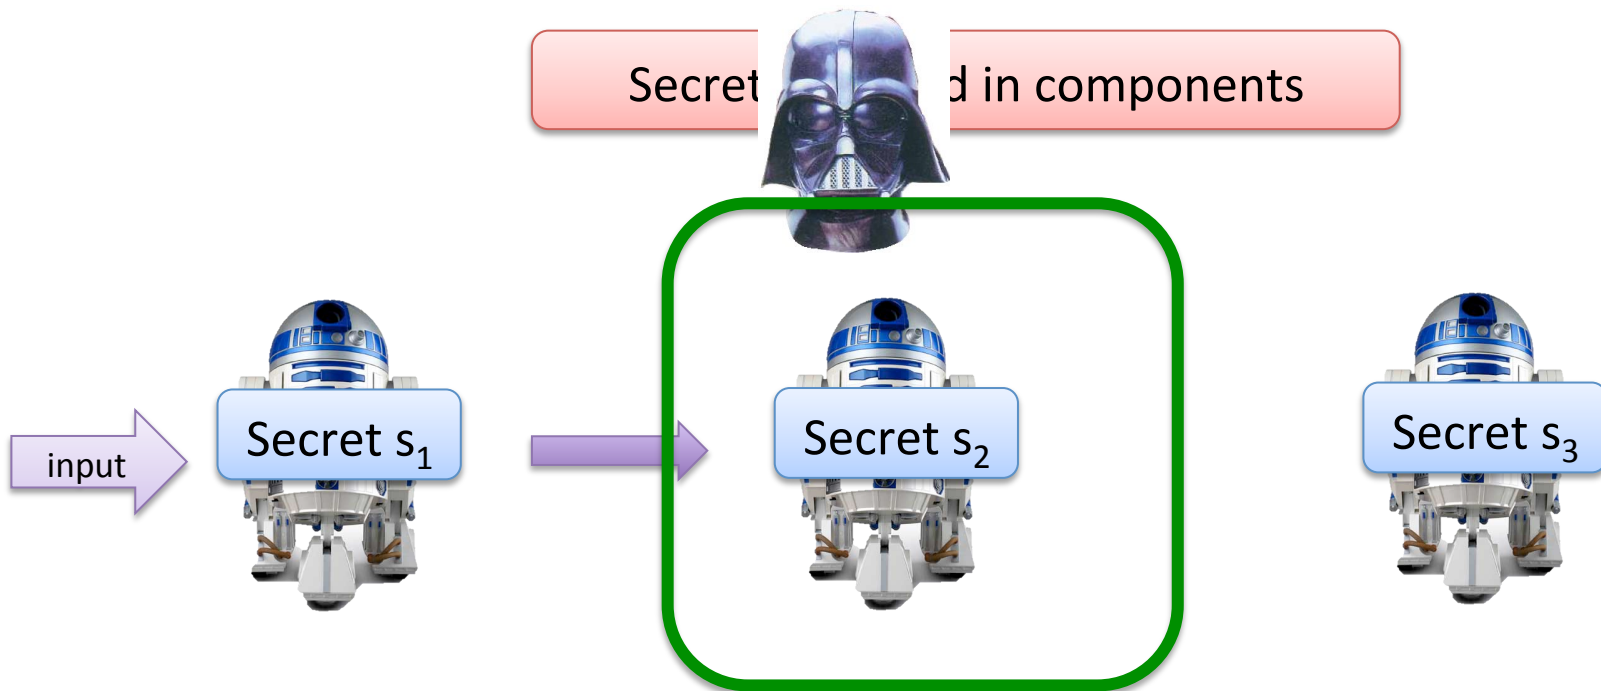 Secret d in components
input
Secret s₁
Secret s₂
Secret s₃